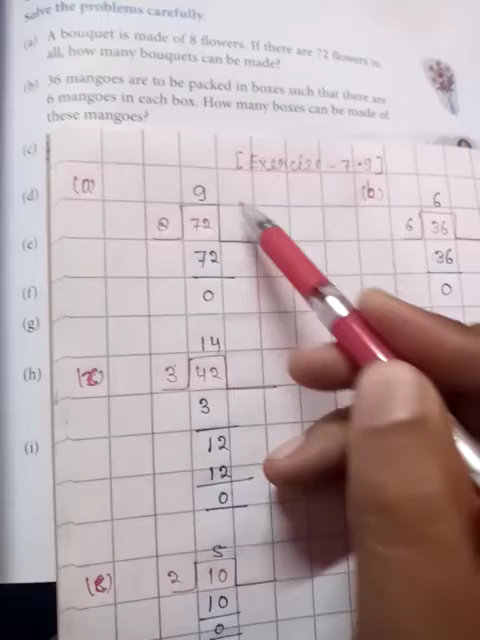 Solve the problems carefully.
(a) A bouquet is made of 8 flowers. If there are 72 flowers in
all, how many bouquets can be made?
(b) 36 mangoes are to be packed in boxes such that there are
6 mangoes in each box. How many boxes can be made of
these mangoes?
(c)
(d)
(e)
(f)
(g)
(h)
(i)
[Exercise - 7.9]
(a)
9
8 72
72
0
(b)
6
6 36
36
0
14
3 42
3
12
12
0
5
2 10
10
0